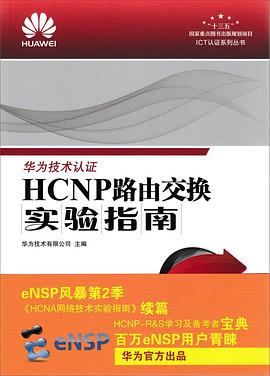 HUAWEI
"十三五"
国家重点图书出版规划项目
ICT认证系列丛书
华为技术认证
HCNP路由交换
实验指南
华为技术有限公司 主编
eNSP风暴第2季
《HCNA网络技术实验指南》续篇
HCNP-R&S学习及备考者宝典
eNSP 百万eNSP用户青睐
华为官方出品